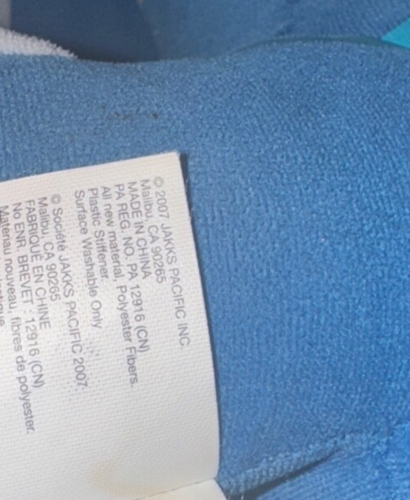 © 2007 JAKKS PACIFIC INC.
Malibu, CA 90265
MADE IN CHINA
PA REG. NO. PA 12916 (CN)
All new material, Polyester Fibers.
Plastic Stiffener.
Surface Washable Only
© Société JAKKS PACIFIC 2007.
Malibu, CA 90265
FABRIQUÉ EN CHINE
No ENR. BREVET : 12916 (CN)
Matériau nouveau, fibres de polyester.